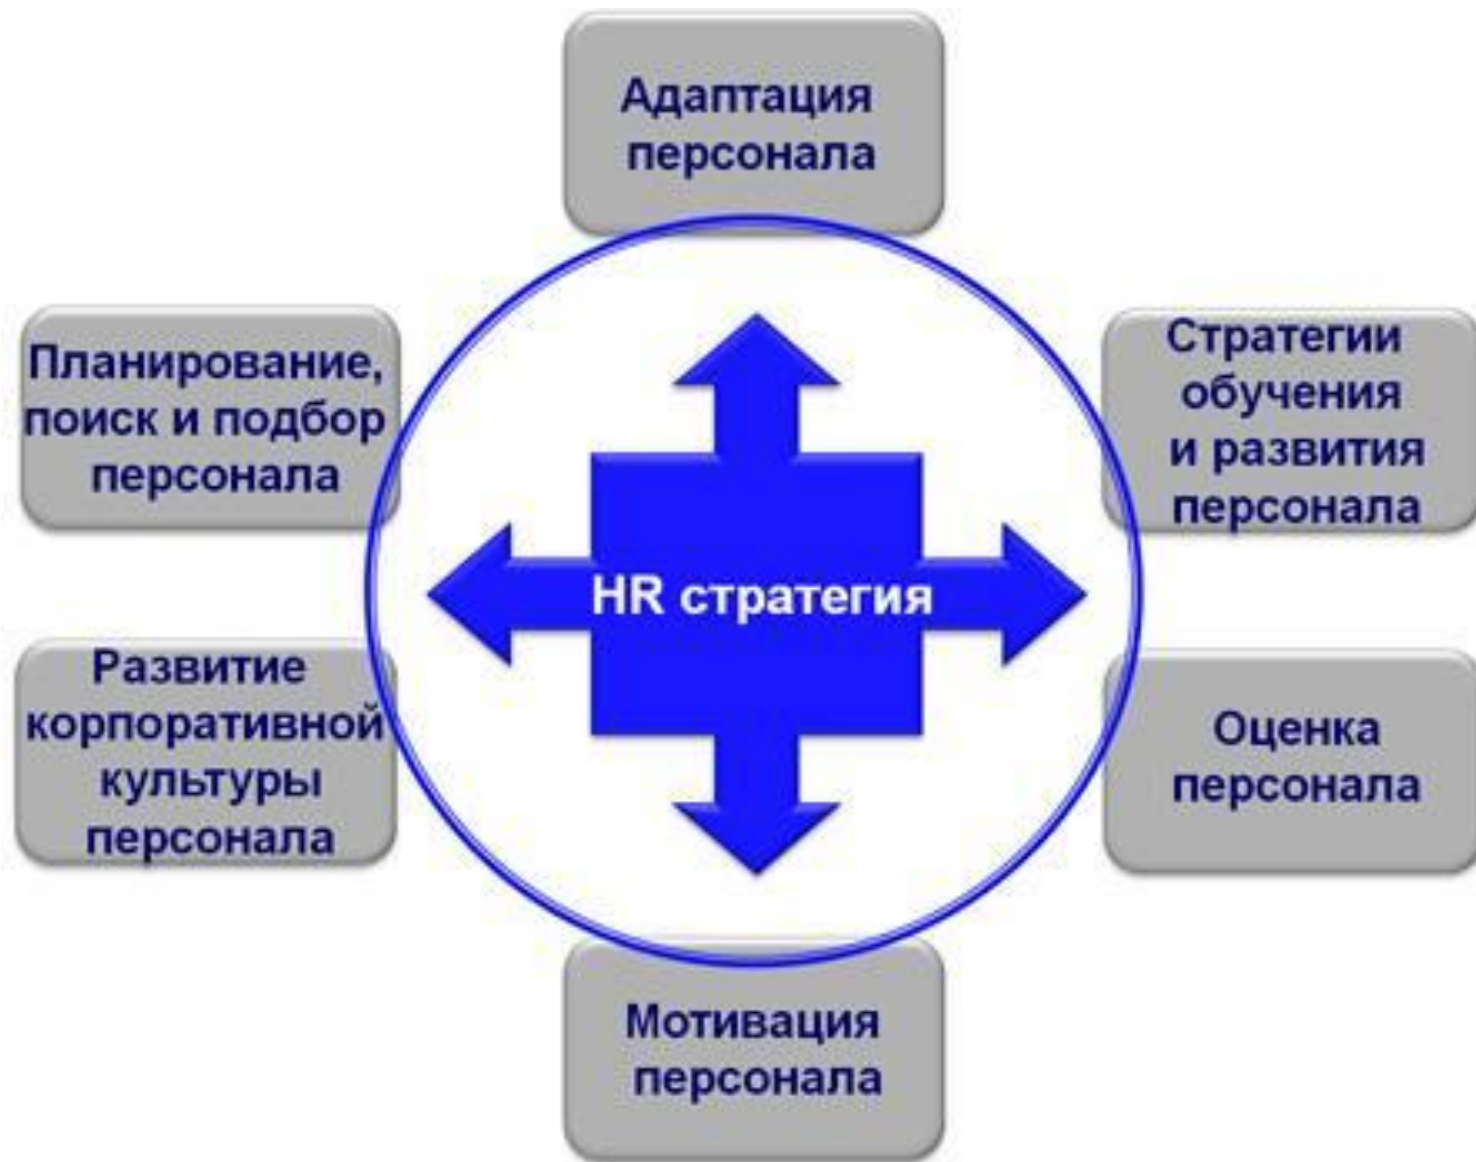 Адаптация
персонала
Планирование,
поиск и подбор
персонала
Стратегии
обучения
и развития
персонала
HR стратегия
Развитие
корпоративной
культуры
персонала
Оценка
персонала
Мотивация
персонала